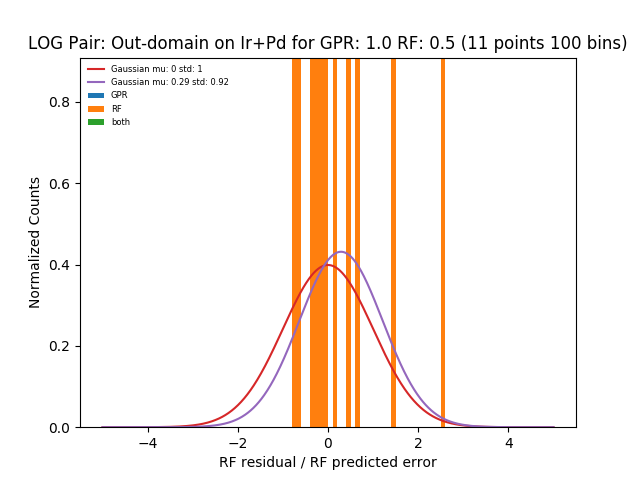 LOG Pair: Out-domain on Ir+Pd for GPR: 1.0 RF: 0.5 (11 points 100 bins)
Gaussian mu: 0 std: 1
Gaussian mu: 0.29 std: 0.92
GPR
RF
both
Normalized Counts
0.8
0.6
0.4
0.2
0.0
−4 −2 0 2 4
RF residual / RF predicted error